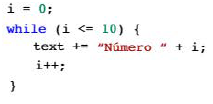 i = 0;
while (i <= 10) {
text += "Número " + i;
i++;
}